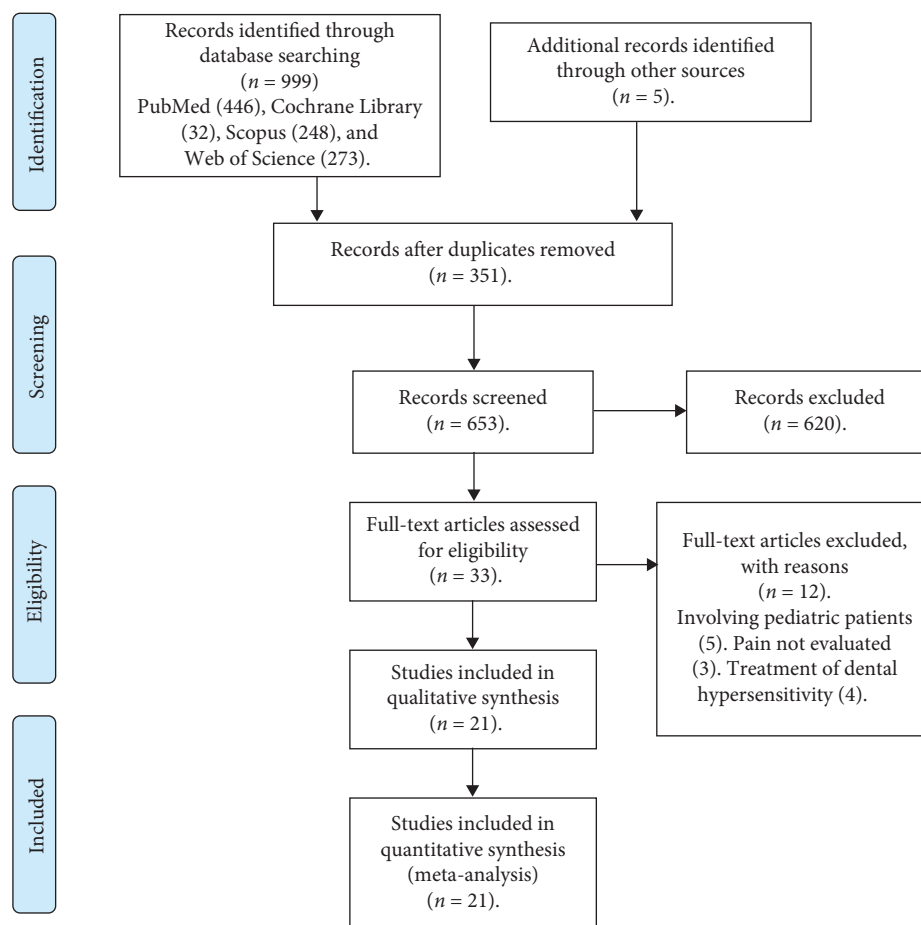 Identification
Records identified through
database searching
(n = 999)
PubMed (446), Cochrane Library
(32), Scopus (248), and
Web of Science (273).
Additional records identified
through other sources
(n = 5).
Screening
Records after duplicates removed
(n = 351).
Records screened
(n = 653).
Records excluded
(n = 620).
Eligibility
Full-text articles assessed
for eligibility
(n = 33).
Full-text articles excluded,
with reasons
(n = 12).
Involving pediatric patients
(5). Pain not evaluated
(3). Treatment of dental
hypersensitivity (4).
Studies included in
qualitative synthesis
(n = 21).
Included
Studies included in
quantitative synthesis
(meta-analysis)
(n = 21).